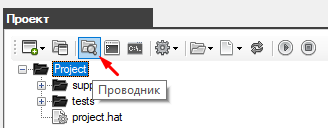 Проект
Project
supp
Проводник
tests
project.hat